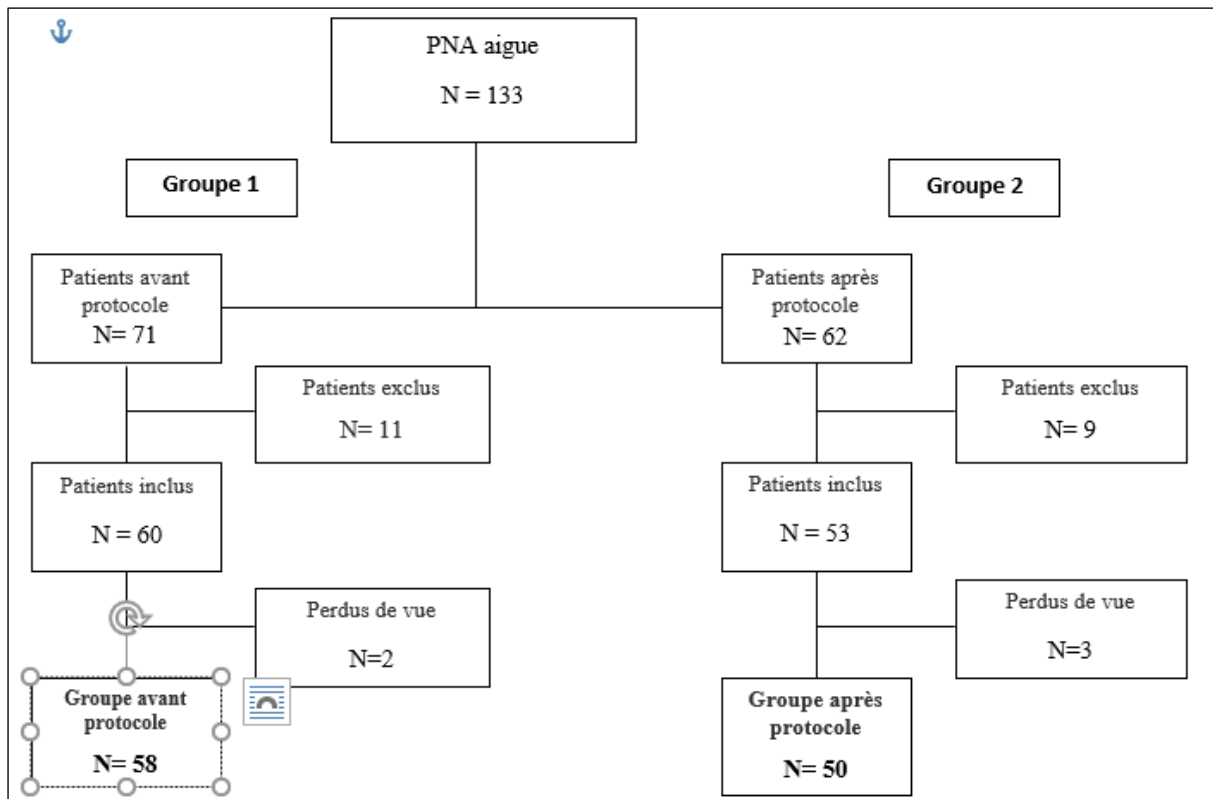 PNA aigue
N = 133
Groupe 1
Groupe 2
Patients avant
protocole
N= 71
Patients après
protocole
N= 62
Patients exclus
N= 11
Patients exclus
N= 9
Patients inclus
N = 60
Patients inclus
N = 53
Perdus de vue
N=2
Perdus de vue
N=3
Groupe avant
protocole
N= 58
Groupe après
protocole
N= 50